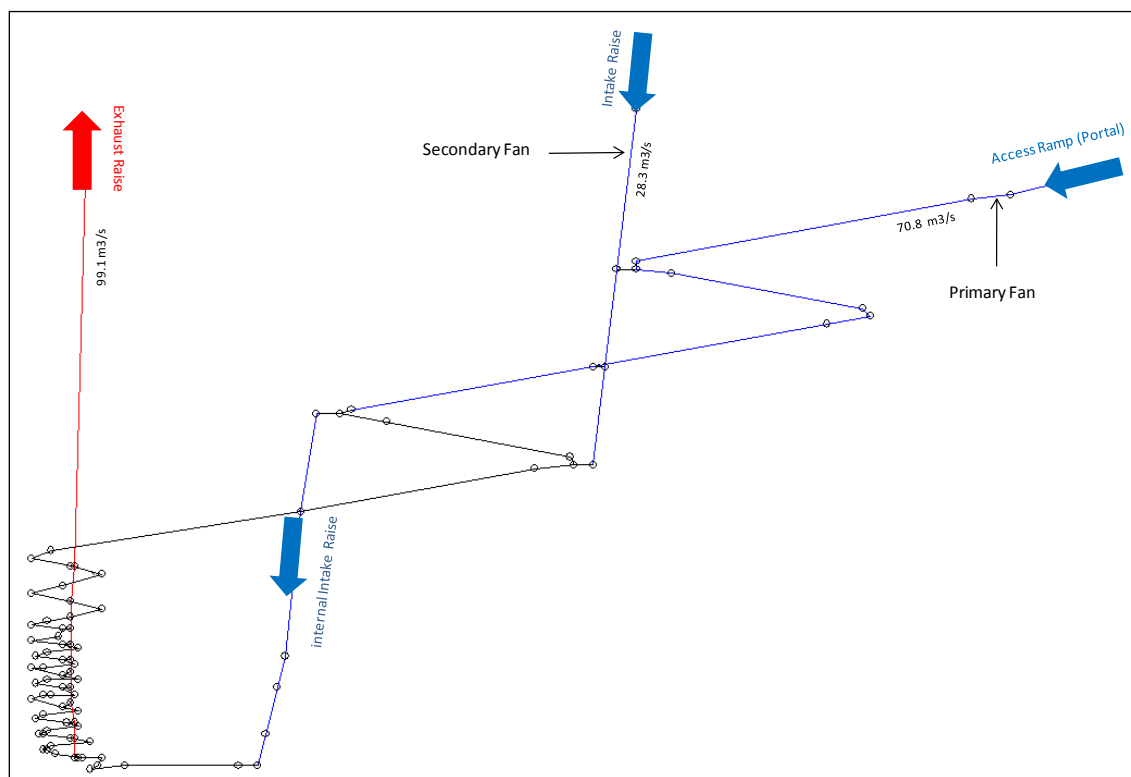 Intake Raise
Exhaust Raise
Secondary Fan
28.3 m3/s
Access Ramp (Portal)
70.8 m3/s
99.1 m3/s
Primary Fan
internal Intake Raise